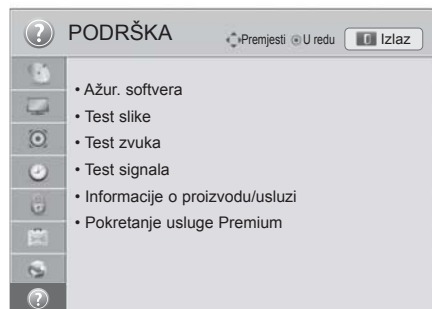 PODRŠKA
Premjesti U redu Izlaz
• Ažur. softvera
• Test slike
• Test zvuka
• Test signala
• Informacije o proizvodu/usluzi
• Pokretanje usluge Premium